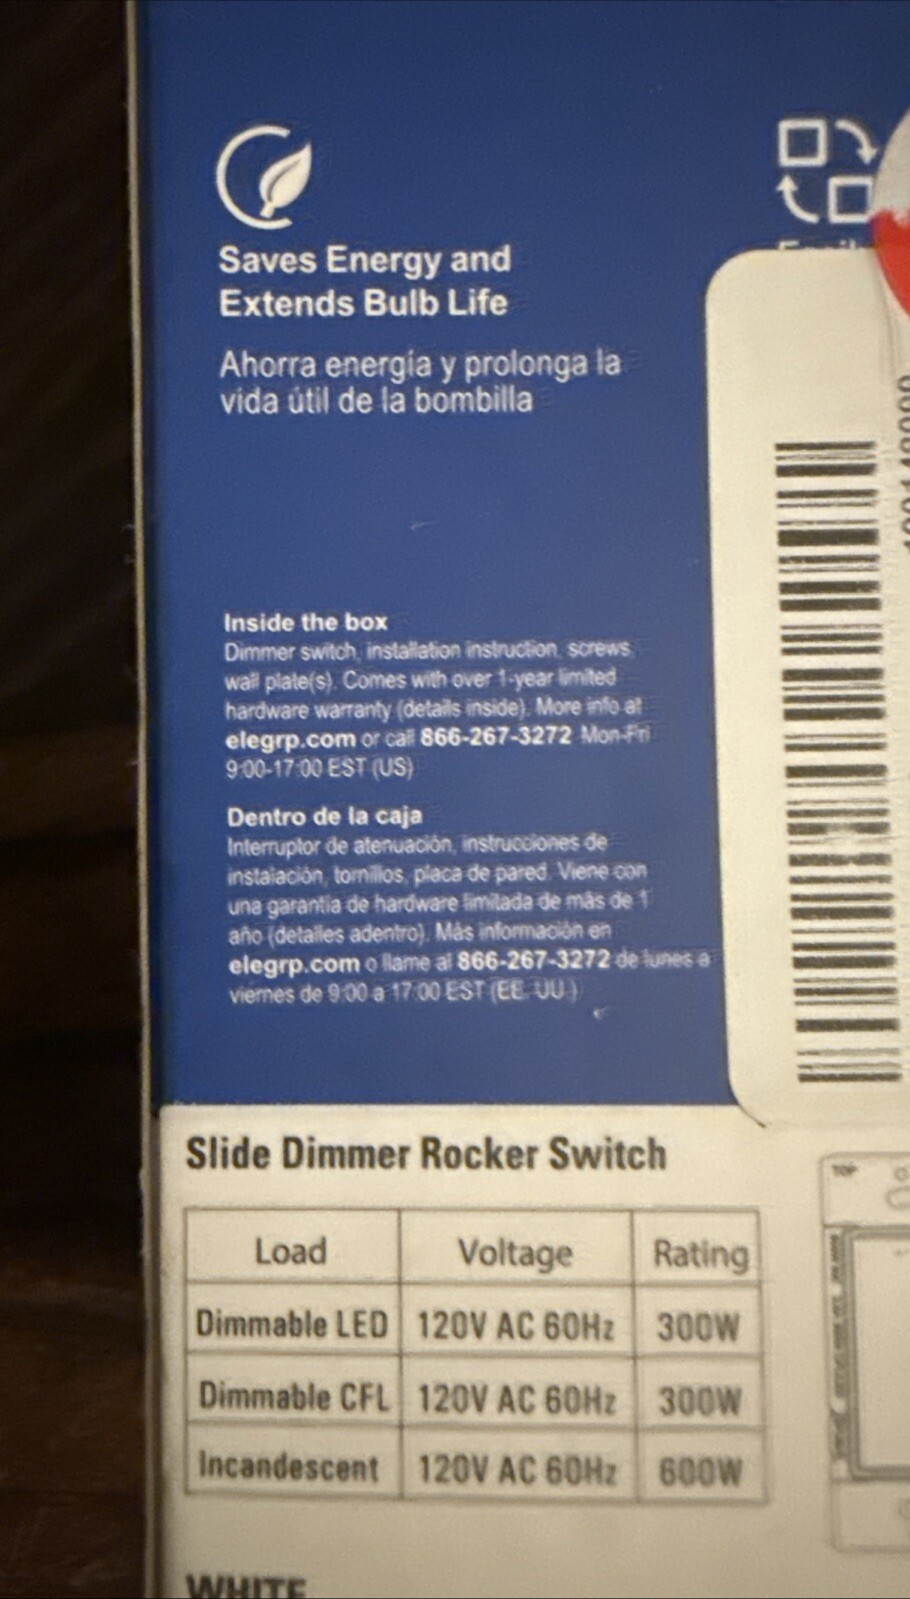 Saves Energy and
Extends Bulb Life
Ahorra energía y prolonga la
vida útil de la bombilla
Inside the box
Dimmer switch, installation instruction, screws,
wall plate(s). Comes with over 1-year limited
hardware warranty (details inside). More info at
elegrp.com or call 866-267-3272 Mon-Fri
9:00-17:00 EST (US)
Dentro de la caja
Interruptor de atenuación, instrucciones de
instalación, tornillos, placa de pared. Viene con
una garantía de hardware limitada de más de 1
año (detalles adentro). Más información en
elegrp.com o llame al 866-267-3272 de lunes a
viernes de 9:00 a 17:00 EST (EE. UU.)
Slide Dimmer Rocker Switch
Load Voltage Rating
Dimmable LED 120V AC 60Hz 300W
Dimmable CFL 120V AC 60Hz 300W
Incandescent 120V AC 60Hz 600W
TOP
WHITE